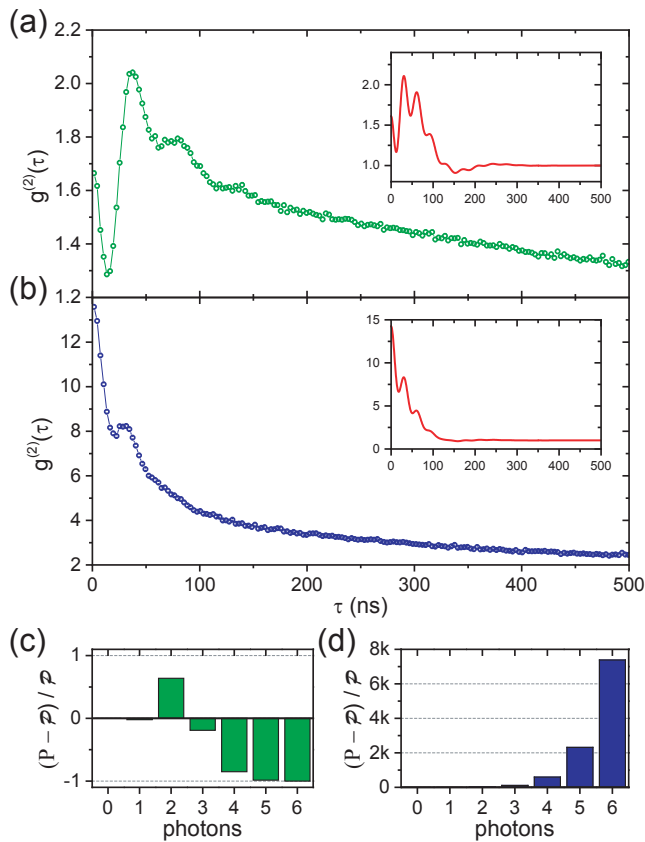 (a)
2.2
2.0
1.8
1.6
1.4
1.2
g(2)(τ)
2.0
1.5
1.0
0 100 200 300 400 500
(b)
12
10
8
6
4
2
g(2)(τ)
15
10
5
0
0 100 200 300 400 500
0 100 200 300 400 500
τ (ns)
(c)
1
0
-1
(P – 𝒫) / 𝒫
0 1 2 3 4 5 6
photons
(d)
8k
6k
4k
2k
0
(P – 𝒫) / 𝒫
0 1 2 3 4 5 6
photons